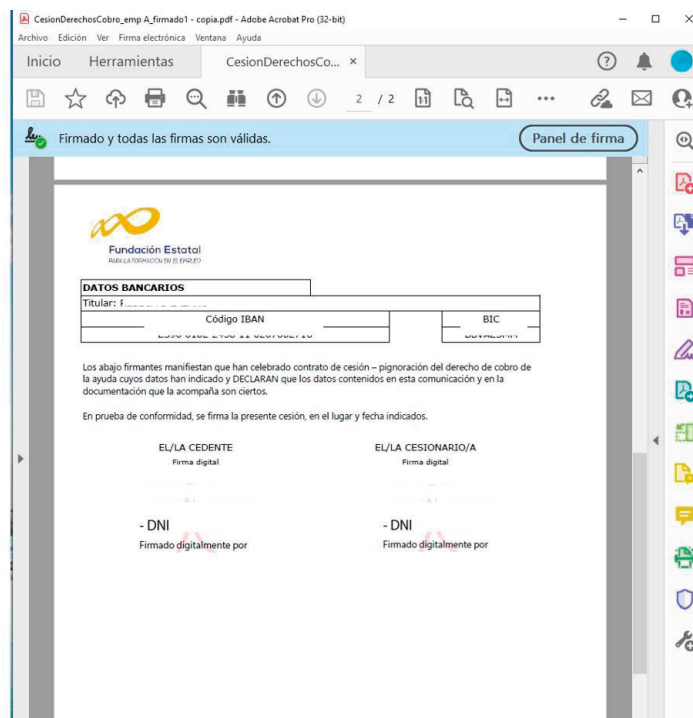 CesionDerechosCobro_emp A_firmado1 - copia.pdf - Adobe Acrobat Pro (32-bit)
Archivo Edición Ver Firma electrónica Ventana Ayuda
Inicio Herramientas CesionDerechosCo... ×
2 / 2
Firmado y todas las firmas son válidas. Panel de firma
Fundación Estatal
PARA LA FORMACIÓN EN EL EMPLEO
DATOS BANCARIOS
Titular:
Código IBAN BIC
Los abajo firmantes manifiestan que han celebrado contrato de cesión – pignoración del derecho de cobro de
la ayuda cuyos datos han indicado y DECLARAN que los datos contenidos en esta comunicación y en la
documentación que la acompaña son ciertos.
En prueba de conformidad, se firma la presente cesión, en el lugar y fecha indicados.
EL/LA CEDENTE EL/LA CESIONARIO/A
Firma digital Firma digital
- DNI - DNI
Firmado digitalmente por Firmado digitalmente por